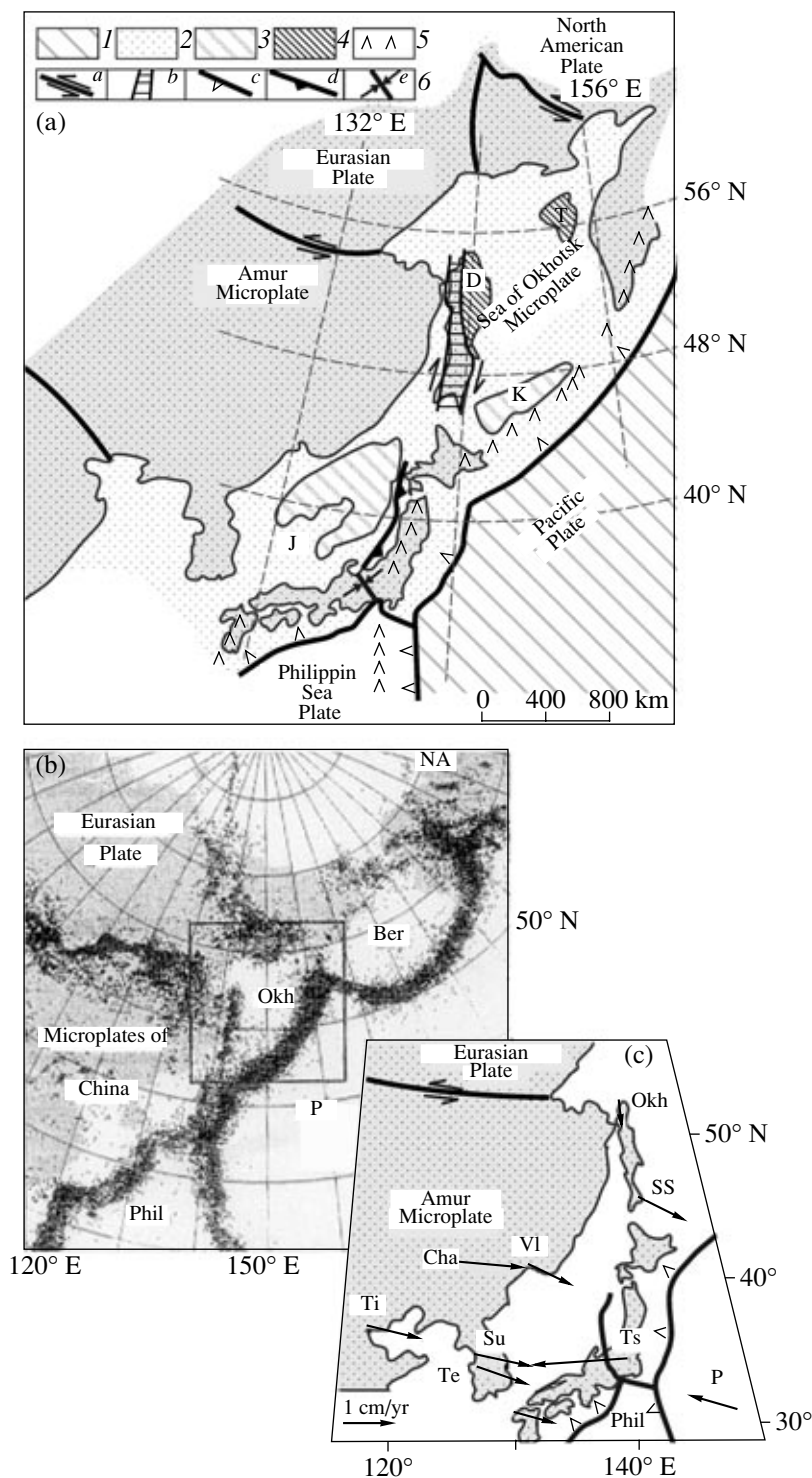 1 2 3 4 5
a b c d e 6
(a)
North
American
Plate
156° E
132° E
Eurasian
Plate
56° N
T
Amur
Microplate
D
Sea of Okhotsk
Microplate
48° N
K
40° N
Pacific
Plate
J
Philippin
Sea
Plate
0 400 800 km
(b)
NA
Eurasian
Plate
50° N
Ber
Okh
Microplates of
China
P
Phil
120° E 150° E
(c)
Eurasian
Plate
Okh
50° N
SS
Amur
Microplate
Cha Vl
40°
Ti
Su Ts
Te
P
1 cm/yr
Phil
30°
120° 140° E